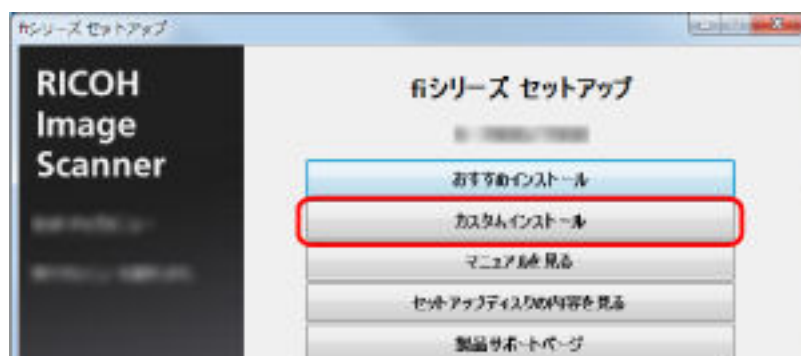 fiシリーズ セットアップ
RICOH
Image
Scanner
fiシリーズ セットアップ
おすすめインストール
カスタムインストール
マニュアルを見る
セットアップディスクの内容を見る
製品サポートページ